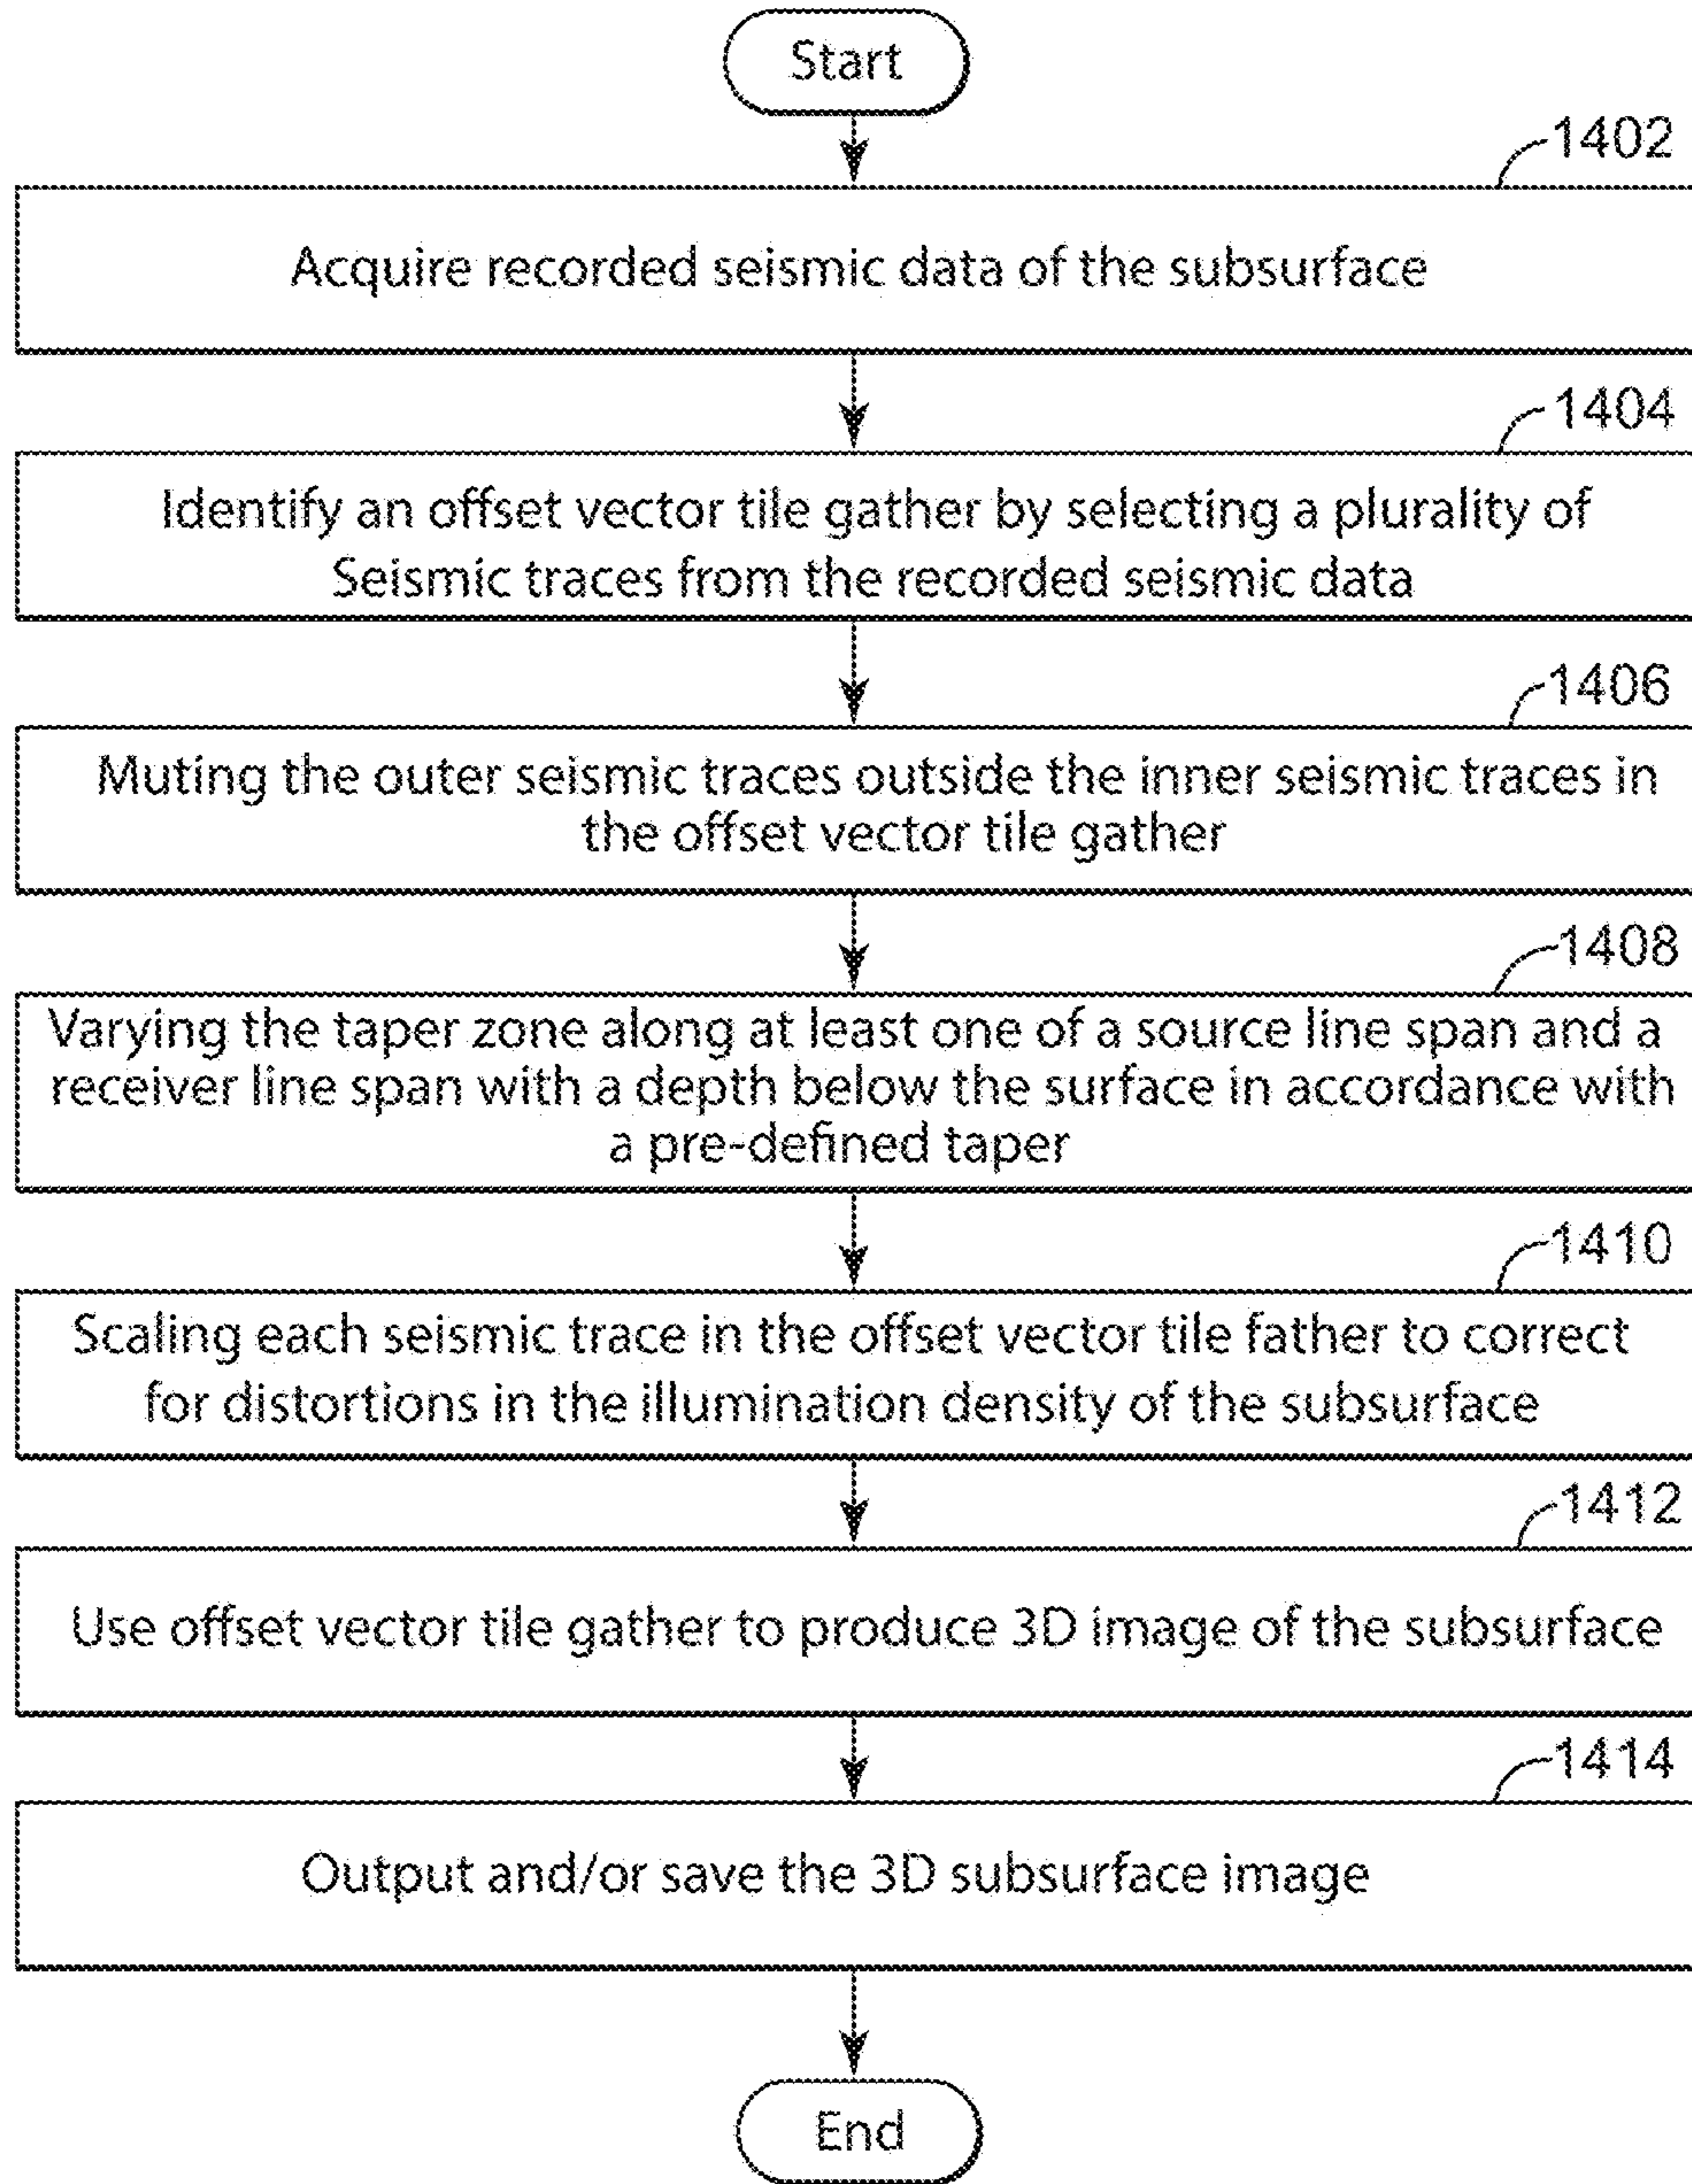 Start
1402
Acquire recorded seismic data of the subsurface
1404
Identify an offset vector tile gather by selecting a plurality of
Seismic traces from the recorded seismic data
1406
Muting the outer seismic traces outside the inner seismic traces in
the offset vector tile gather
1408
Varying the taper zone along at least one of a source line span and a
receiver line span with a depth below the surface in accordance with
a pre-defined taper
1410
Scaling each seismic trace in the offset vector tile father to correct
for distortions in the illumination density of the subsurface
1412
Use offset vector tile gather to produce 3D image of the subsurface
1414
Output and/or save the 3D subsurface image
End